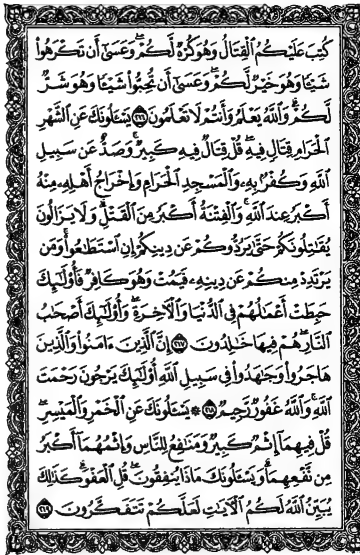 كُتِبَ عَلَيْكُمُ ٱلْقِتَالُ وَهُوَ كُرْهٌ لَّكُمْ ۖ وَعَسَىٰٓ أَن تَكْرَهُوا۟
شَيْـًٔا وَهُوَ خَيْرٌ لَّكُمْ ۖ وَعَسَىٰٓ أَن تُحِبُّوا۟ شَيْـًٔا وَهُوَ شَرٌّ
لَّكُمْ ۗ وَٱللَّهُ يَعْلَمُ وَأَنتُمْ لَا تَعْلَمُونَ ٢١٦ يَسْـَٔلُونَكَ عَنِ ٱلشَّهْرِ
ٱلْحَرَامِ قِتَالٍ فِيهِ ۖ قُلْ قِتَالٌ فِيهِ كَبِيرٌ ۖ وَصَدٌّ عَن سَبِيلِ
ٱللَّهِ وَكُفْرٌۢ بِهِۦ وَٱلْمَسْجِدِ ٱلْحَرَامِ وَإِخْرَاجُ أَهْلِهِۦ مِنْهُ
أَكْبَرُ عِندَ ٱللَّهِ ۚ وَٱلْفِتْنَةُ أَكْبَرُ مِنَ ٱلْقَتْلِ ۗ وَلَا يَزَالُونَ
يُقَـٰتِلُونَكُمْ حَتَّىٰ يَرُدُّوكُمْ عَن دِينِكُمْ إِنِ ٱسْتَطَـٰعُوا۟ ۚ وَمَن
يَرْتَدِدْ مِنكُمْ عَن دِينِهِۦ فَيَمُتْ وَهُوَ كَافِرٌ فَأُو۟لَـٰٓئِكَ
حَبِطَتْ أَعْمَـٰلُهُمْ فِى ٱلدُّنْيَا وَٱلْـَٔاخِرَةِ ۖ وَأُو۟لَـٰٓئِكَ أَصْحَـٰبُ
ٱلنَّارِ ۖ هُمْ فِيهَا خَـٰلِدُونَ ٢١٧ إِنَّ ٱلَّذِينَ ءَامَنُوا۟ وَٱلَّذِينَ
هَاجَرُوا۟ وَجَـٰهَدُوا۟ فِى سَبِيلِ ٱللَّهِ أُو۟لَـٰٓئِكَ يَرْجُونَ رَحْمَتَ
ٱللَّهِ ۚ وَٱللَّهُ غَفُورٌ رَّحِيمٌ ٢١٨ ۞ يَسْـَٔلُونَكَ عَنِ ٱلْخَمْرِ وَٱلْمَيْسِرِ ۖ
قُلْ فِيهِمَآ إِثْمٌ كَبِيرٌ وَمَنَـٰفِعُ لِلنَّاسِ وَإِثْمُهُمَآ أَكْبَرُ
مِن نَّفْعِهِمَا ۗ وَيَسْـَٔلُونَكَ مَاذَا يُنفِقُونَ قُلِ ٱلْعَفْوَ ۗ كَذَٰلِكَ
يُبَيِّنُ ٱللَّهُ لَكُمُ ٱلْـَٔايَـٰتِ لَعَلَّكُمْ تَتَفَكَّرُونَ ٢١٩